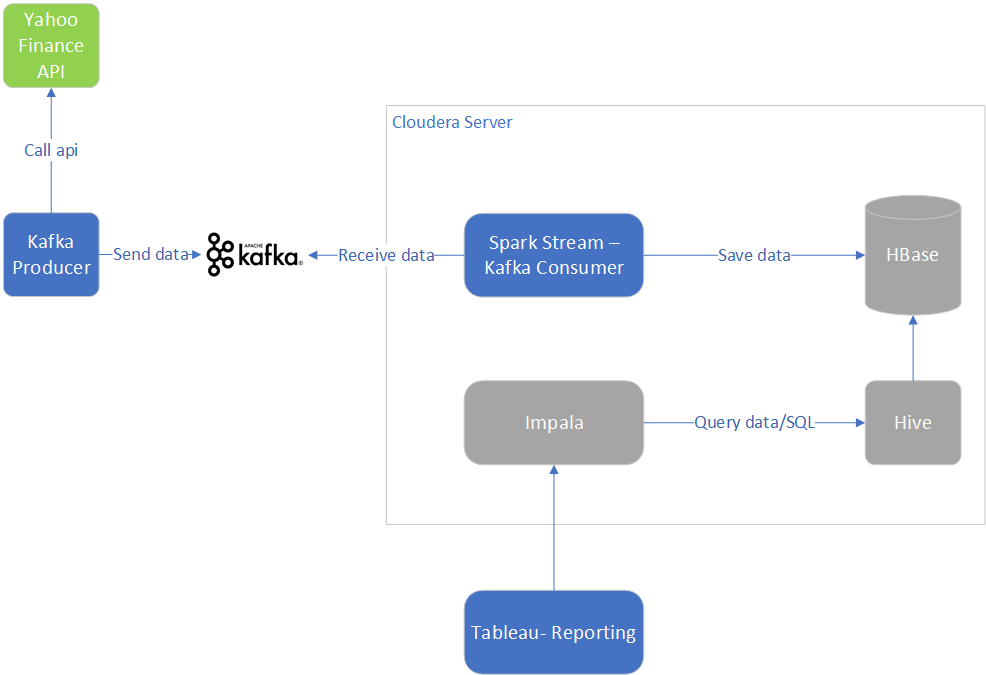 Yahoo
Finance
API
Cloudera Server
Call api
Kafka
Producer
Send data
APACHE
kafka®
Receive data
Spark Stream –
Kafka Consumer
Save data
HBase
Impala
Query data/SQL
Hive
Tableau- Reporting